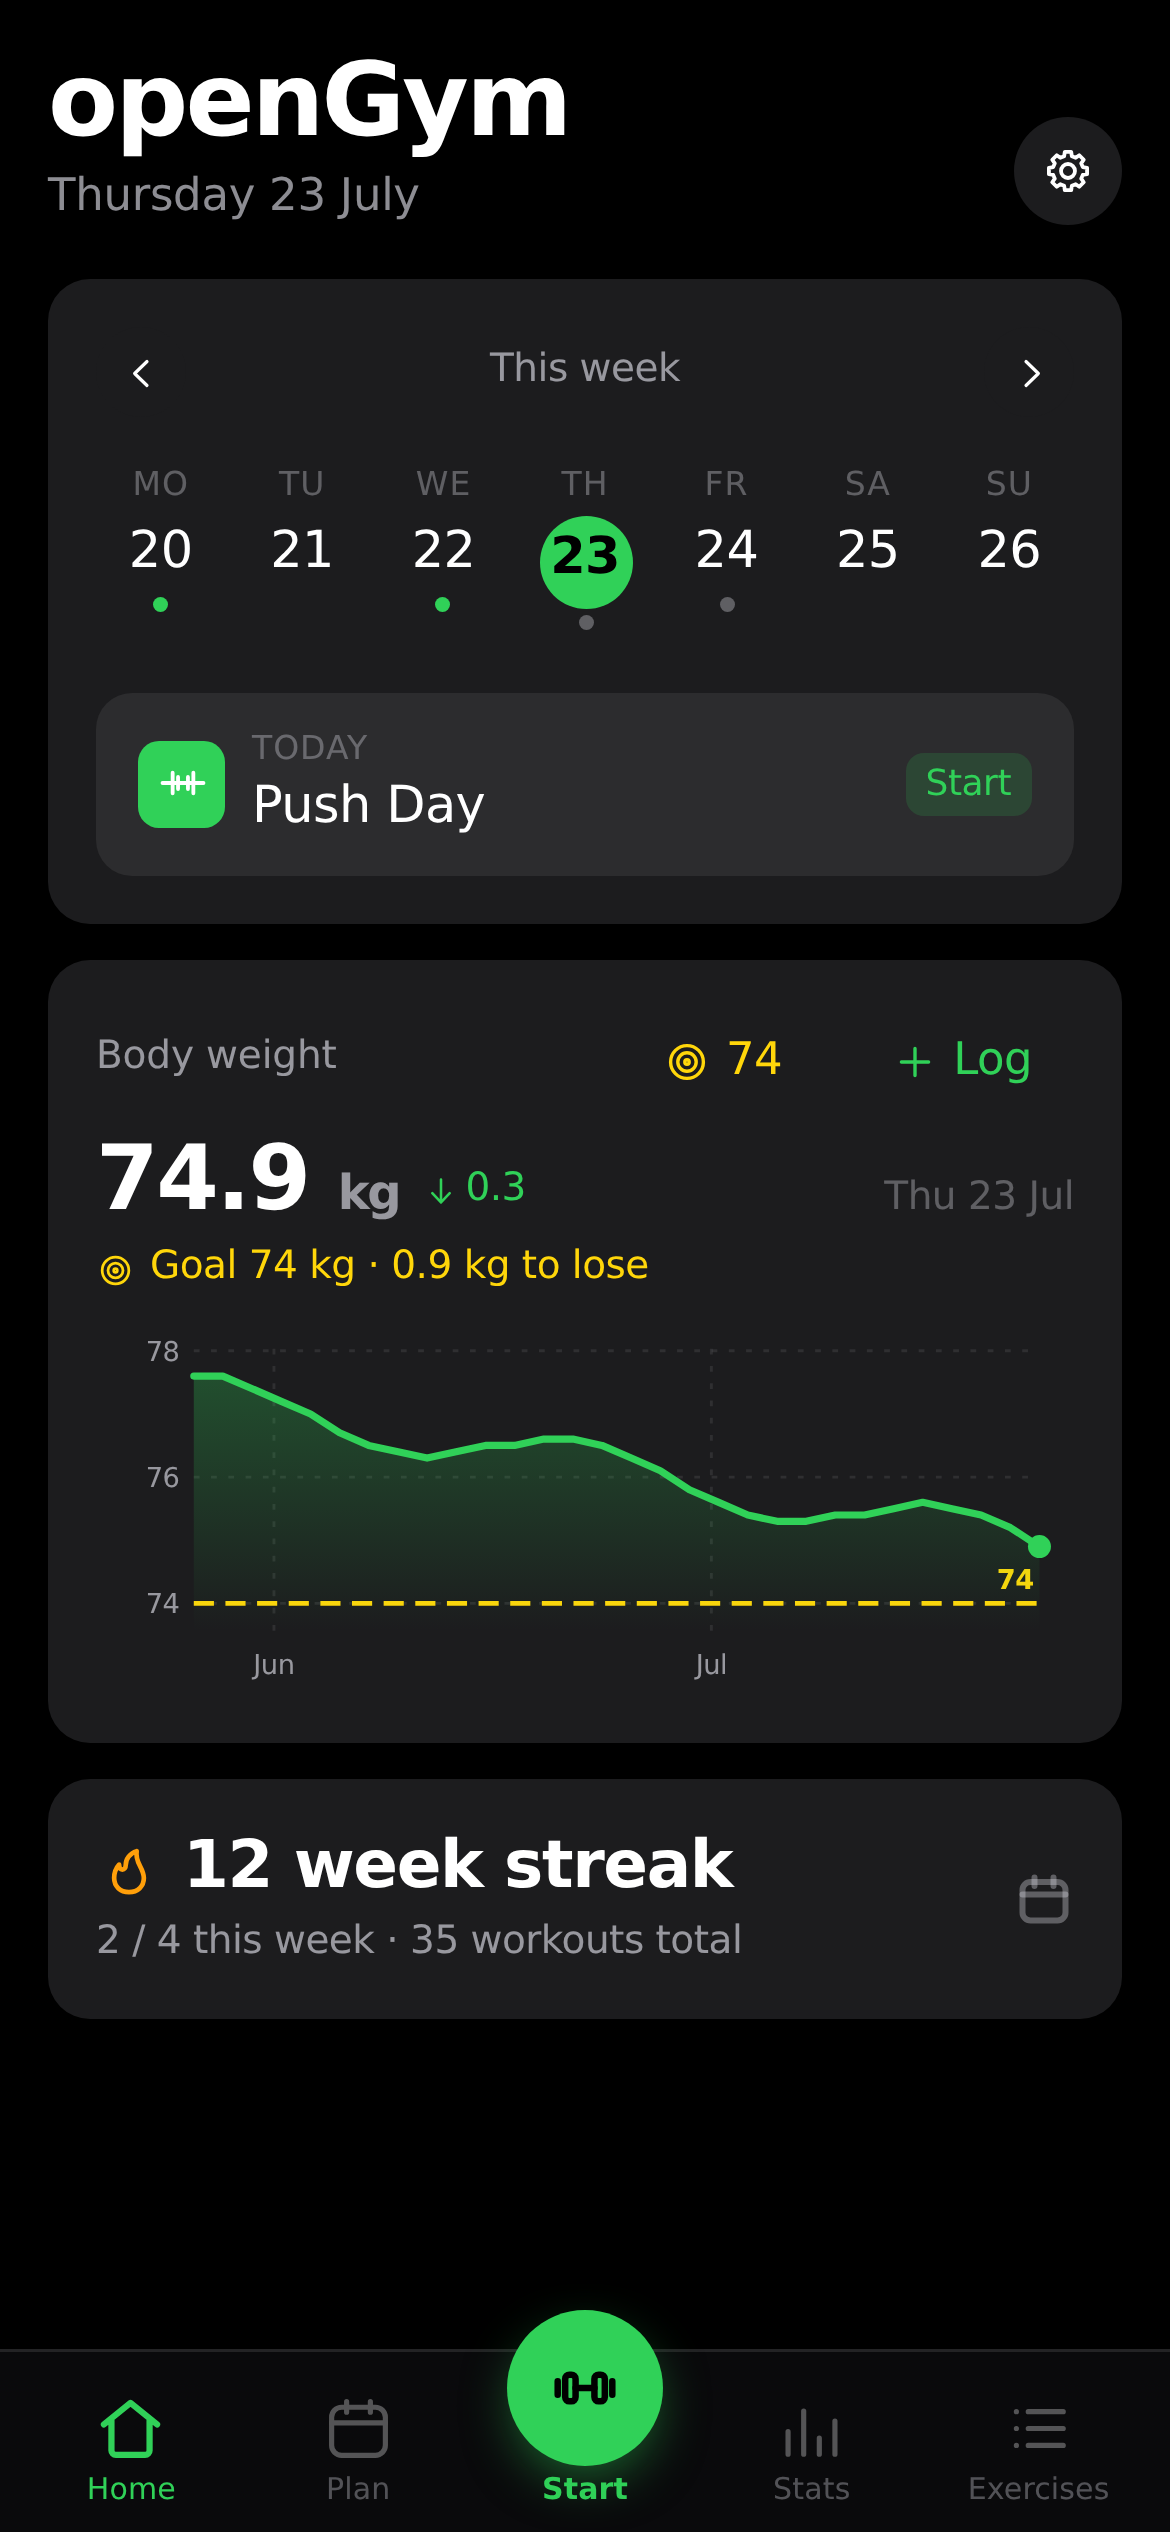 openGym
Thursday 23 July
This week
MO TU WE TH FR SA SU
20 21 22 23 24 25 26
TODAY
Push Day
Start
Body weight
74
+ Log
74.9 kg ↓ 0.3
Thu 23 Jul
Goal 74 kg · 0.9 kg to lose
78
76
74
74
Jun Jul
12 week streak
2 / 4 this week · 35 workouts total
Home Plan Start Stats Exercises